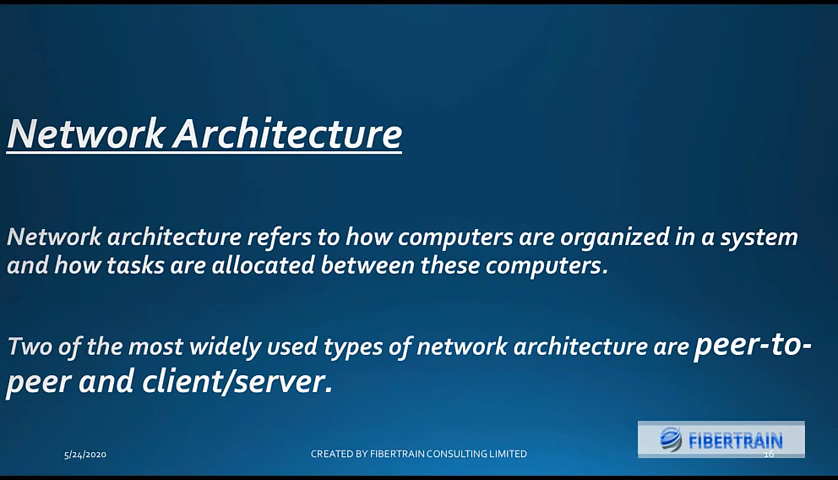 Network Architecture
Network architecture refers to how computers are organized in a system
and how tasks are allocated between these computers.
Two of the most widely used types of network architecture are peer-to-
peer and client/server.
FIBERTRAIN
5/24/2020
CREATED BY FIBERTRAIN CONSULTING LIMITED
16